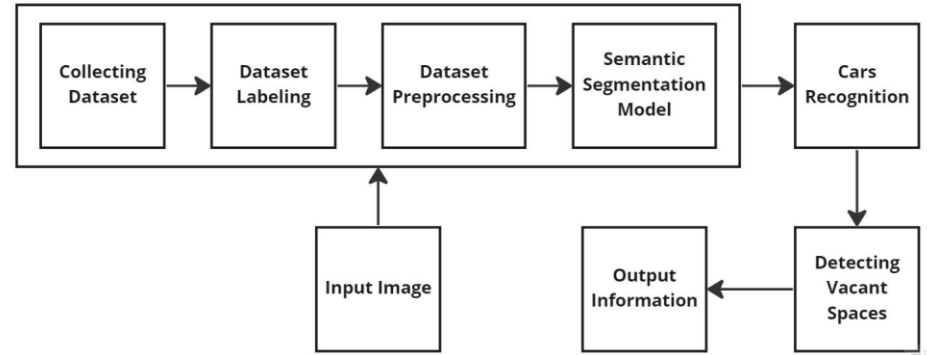 Collecting
Dataset
Dataset
Labeling
Dataset
Preprocessing
Semantic
Segmentation
Model
Cars
Recognition
Input Image
Output
Information
Detecting
Vacant
Spaces